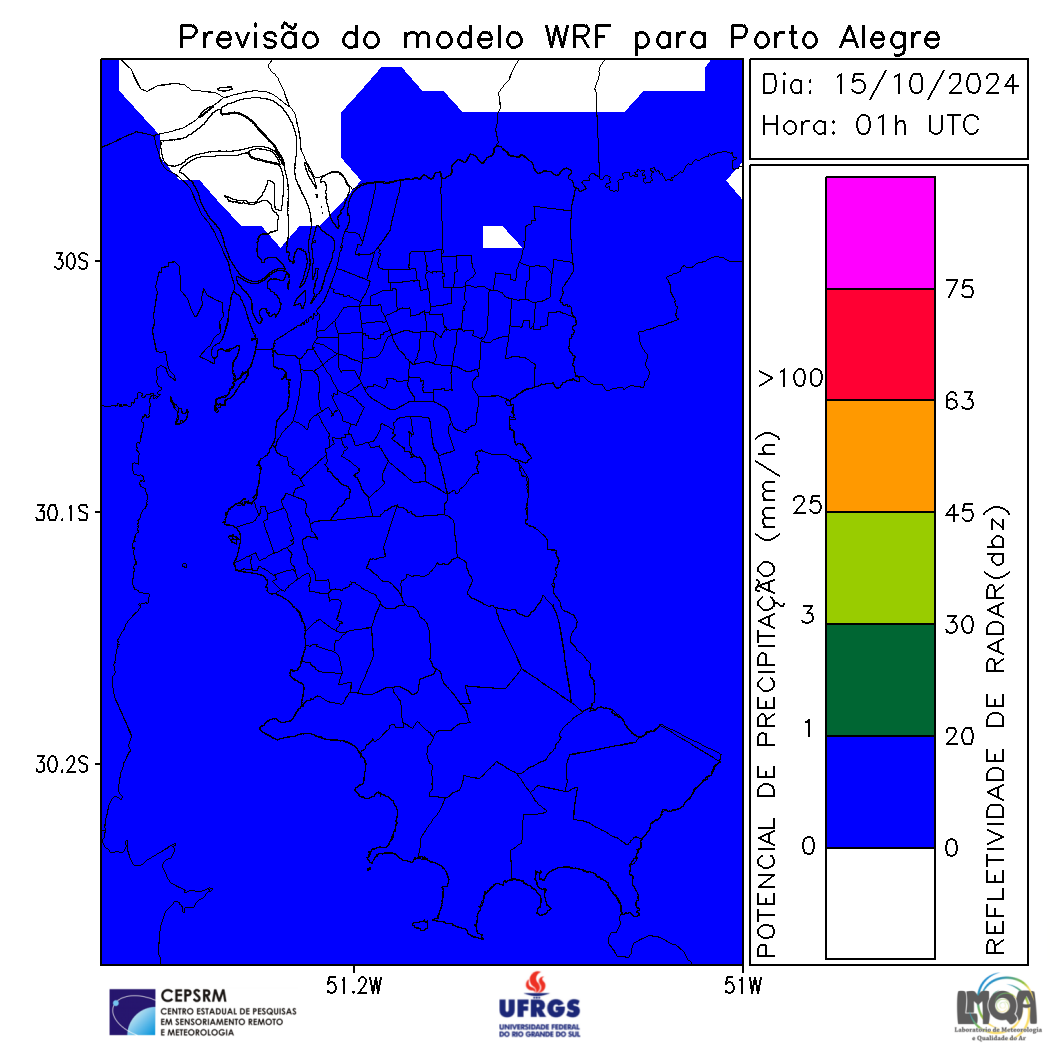 Previsão do modelo WRF para Porto Alegre
Dia: 15/10/2024
Hora: 01h UTC
30S
30.1S
30.2S
51.2W
51W
POTENCIAL DE PRECIPITAÇÃO (mm/h)
>100
25
3
1
0
75
63
45
30
20
0
REFLETIVIDADE DE RADAR(dbz)
CEPSRM
CENTRO ESTADUAL DE PESQUISAS
EM SENSORIAMENTO REMOTO
E METEOROLOGIA
UFRGS
UNIVERSIDADE FEDERAL
DO RIO GRANDE DO SUL
LMQA
Laboratório de Meteorologia
e Qualidade do Ar